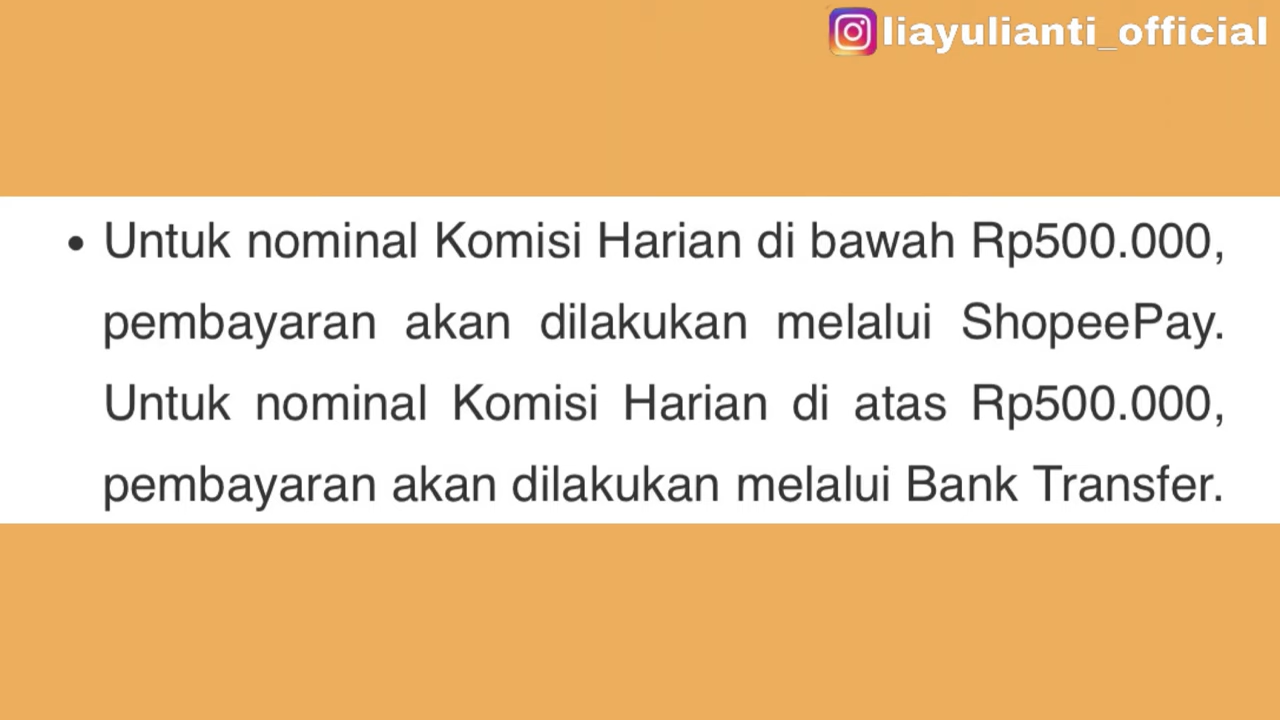 liayulianti_official
• Untuk nominal Komisi Harian di bawah Rp500.000,
pembayaran akan dilakukan melalui ShopeePay.
Untuk nominal Komisi Harian di atas Rp500.000,
pembayaran akan dilakukan melalui Bank Transfer.